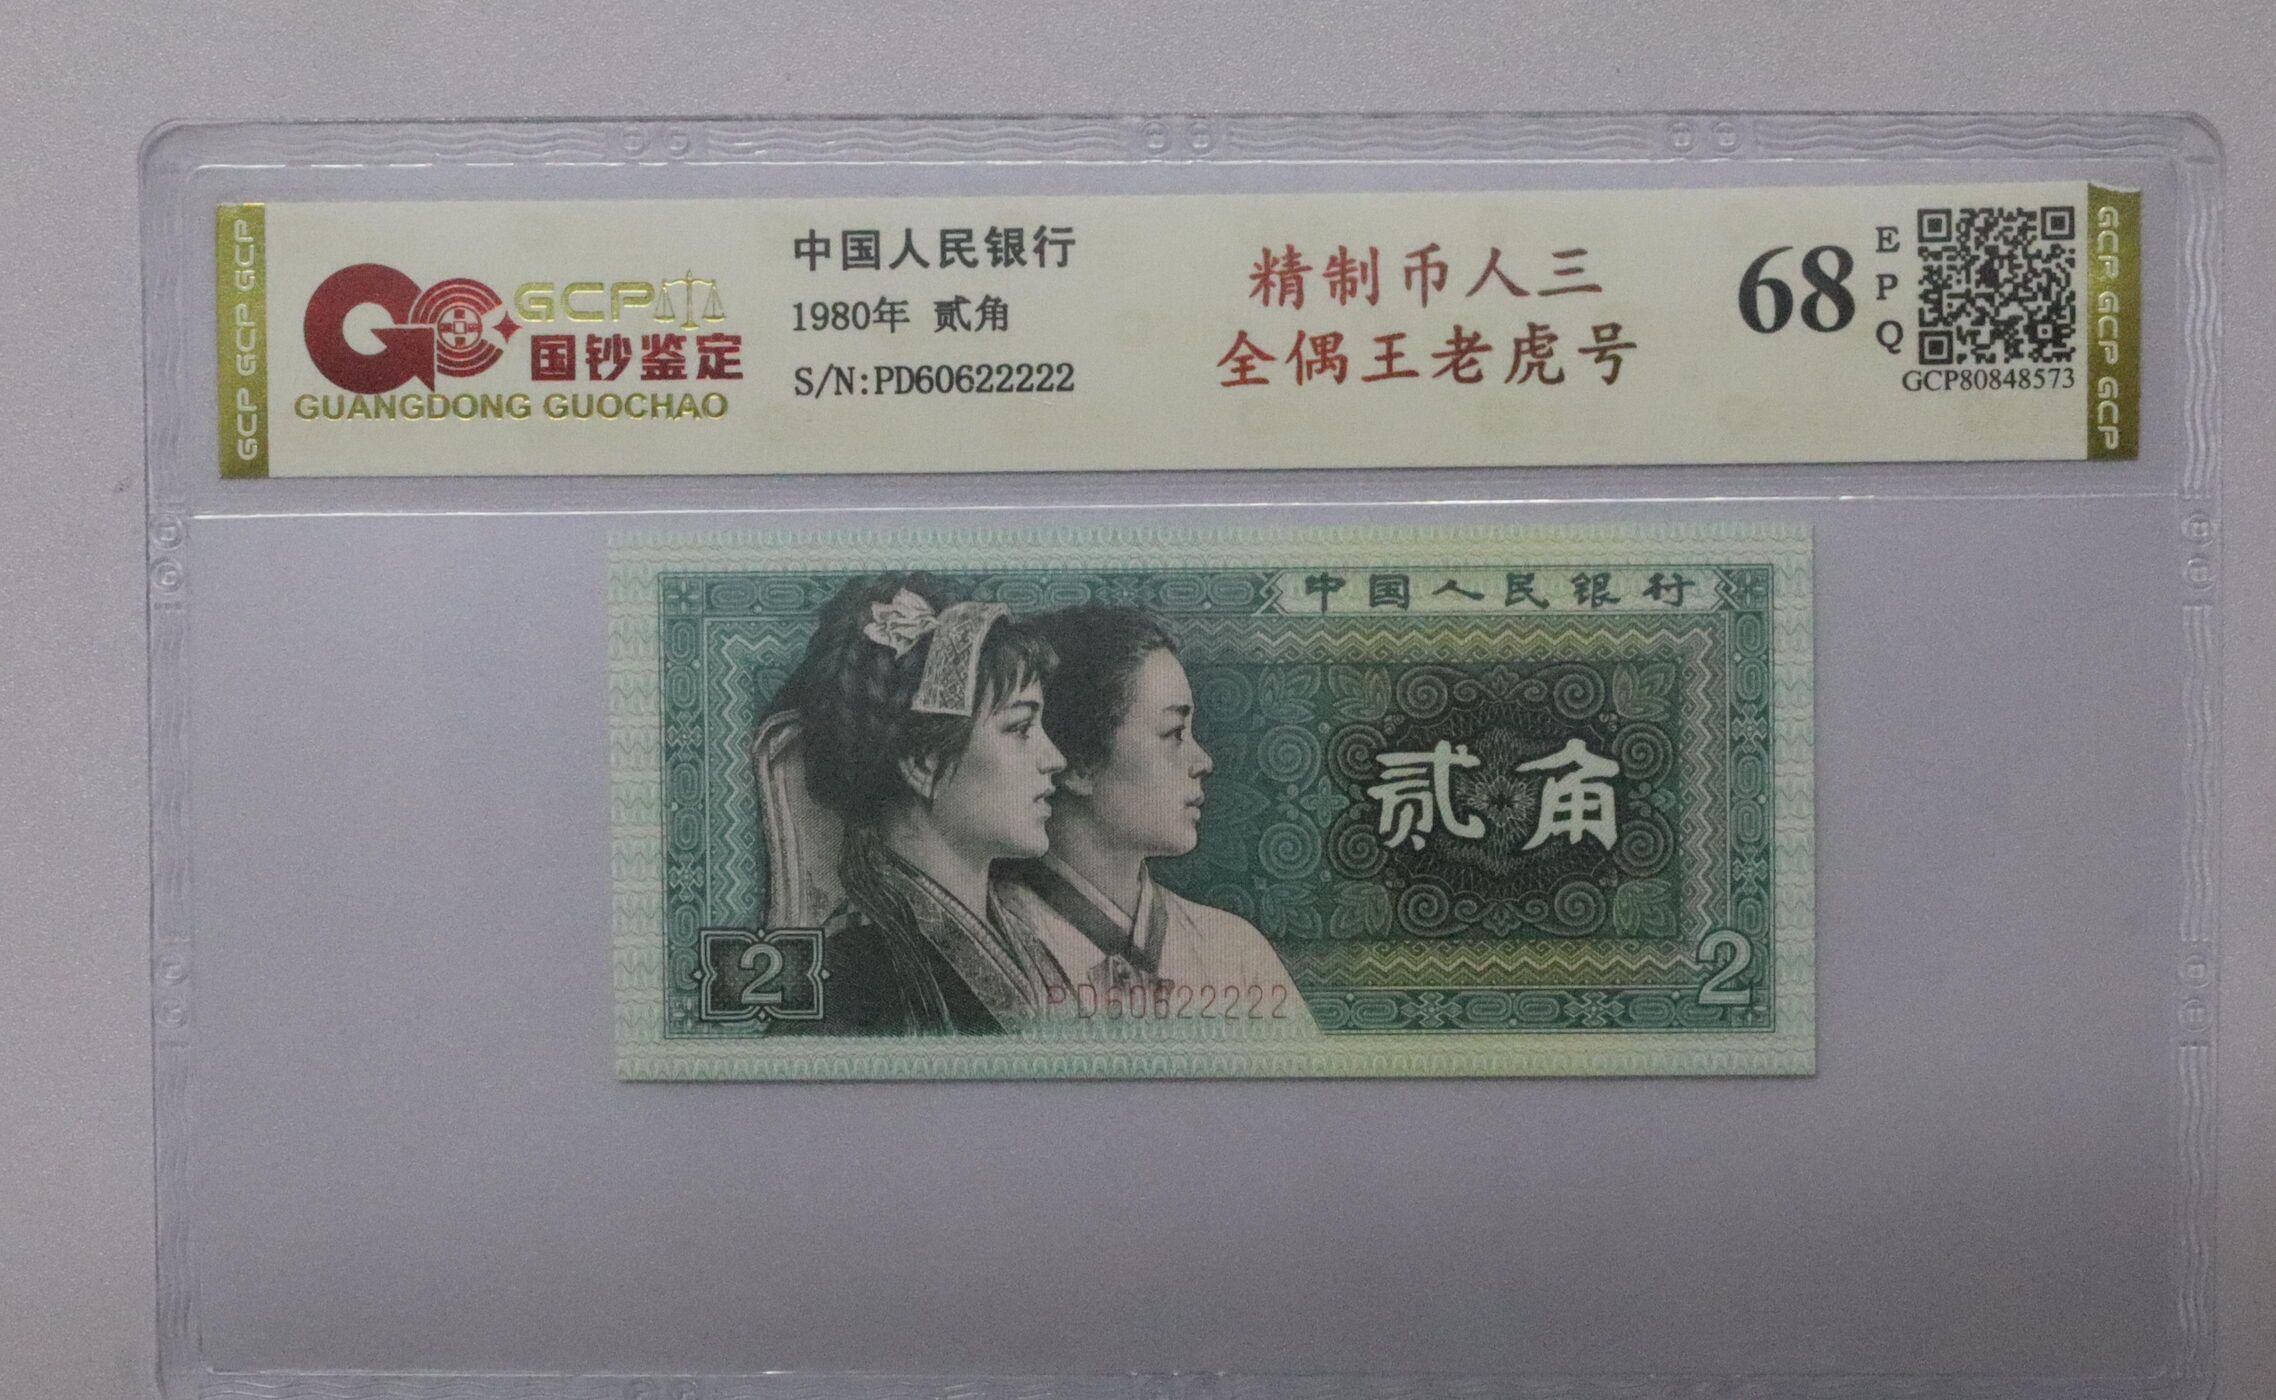 GCP GCP GCP
GCP
国钞鉴定
GUANGDONG GUOCHAO
中国人民银行
1980年 贰角
S/N:PD60622222
精制币人三
全偶王老虎号
68
E
P
Q
GCP80848573
GCP GCP GCP
中国人民银行
贰角
2
2
PD60622222